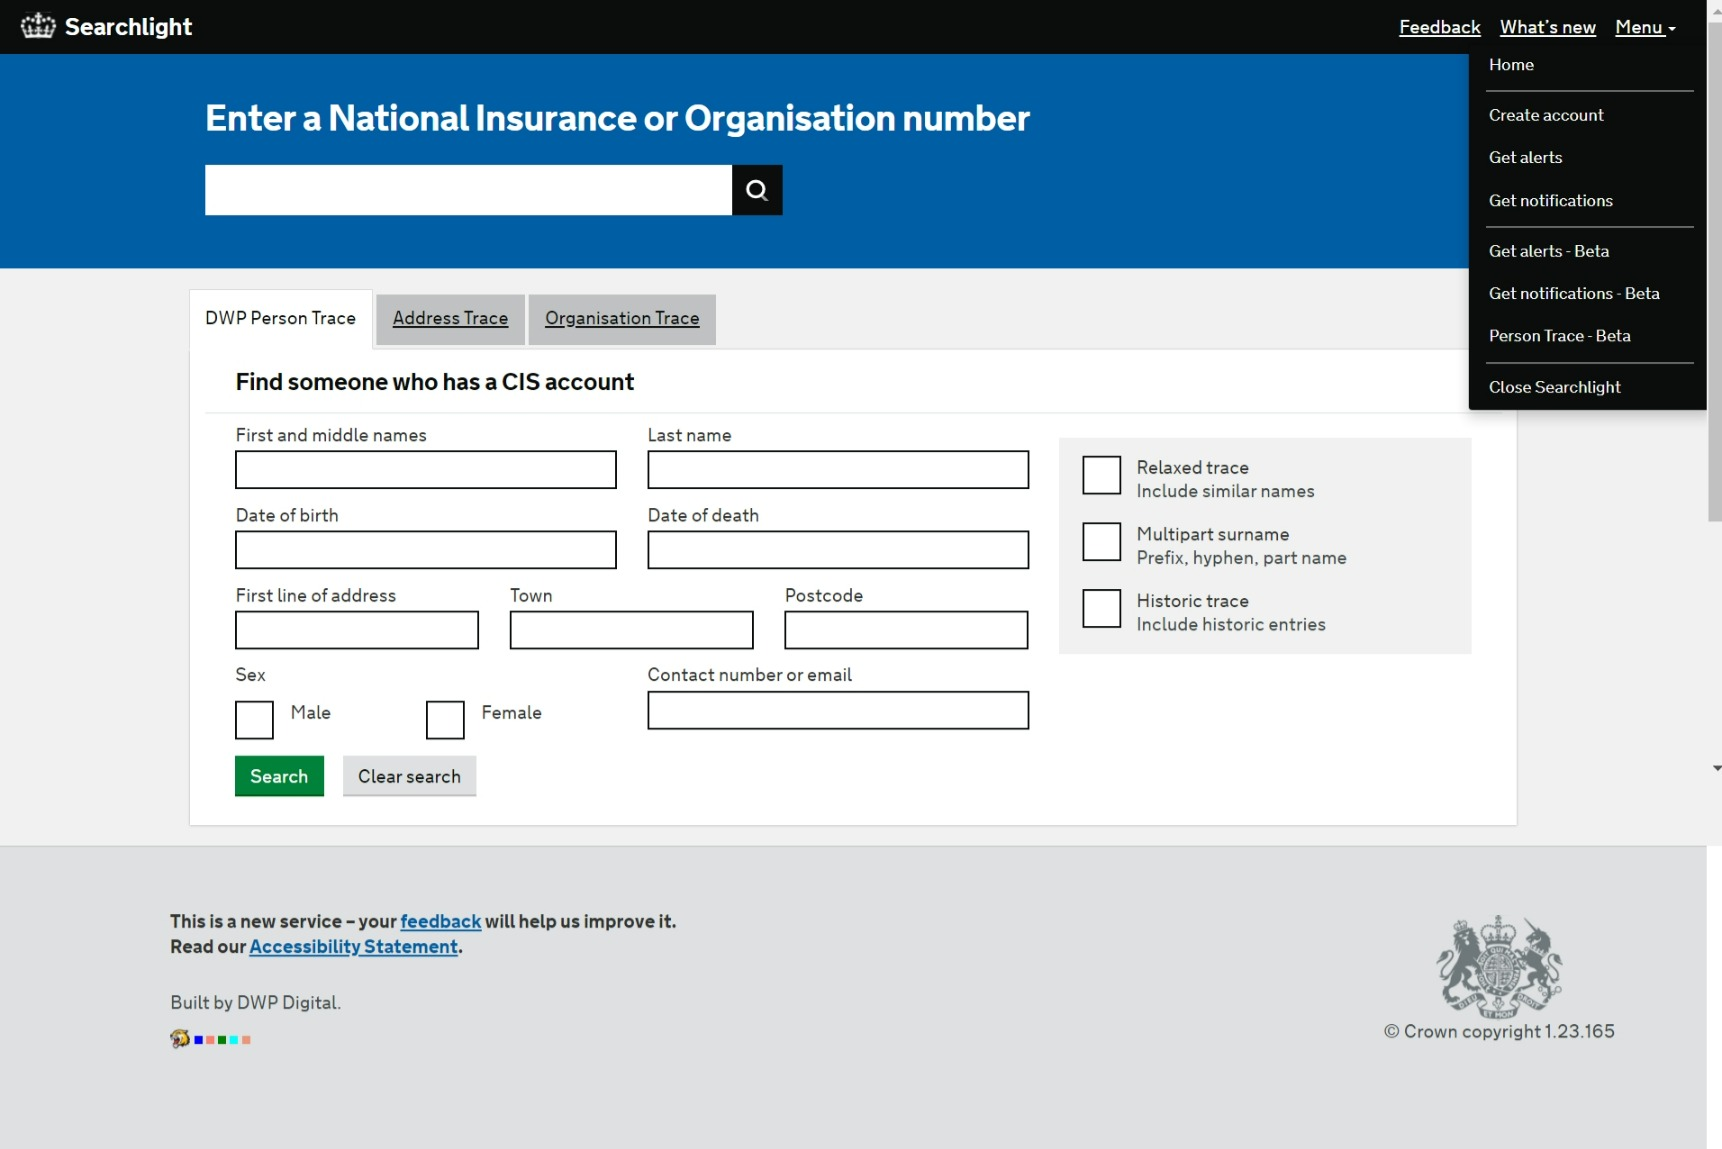 Searchlight
Feedback What's new Menu
Home
Create account
Get alerts
Get notifications
Get alerts - Beta
Get notifications - Beta
Person Trace - Beta
Close Searchlight
Enter a National Insurance or Organisation number
DWP Person Trace Address Trace Organisation Trace
Find someone who has a CIS account
First and middle names Last name
Date of birth Date of death
First line of address Town Postcode
Sex Contact number or email
Male Female
Relaxed trace
Include similar names
Multipart surname
Prefix, hyphen, part name
Historic trace
Include historic entries
Search Clear search
This is a new service – your feedback will help us improve it.
Read our Accessibility Statement.
Built by DWP Digital.
DIEU ET MON DROIT
© Crown copyright 1.23.165